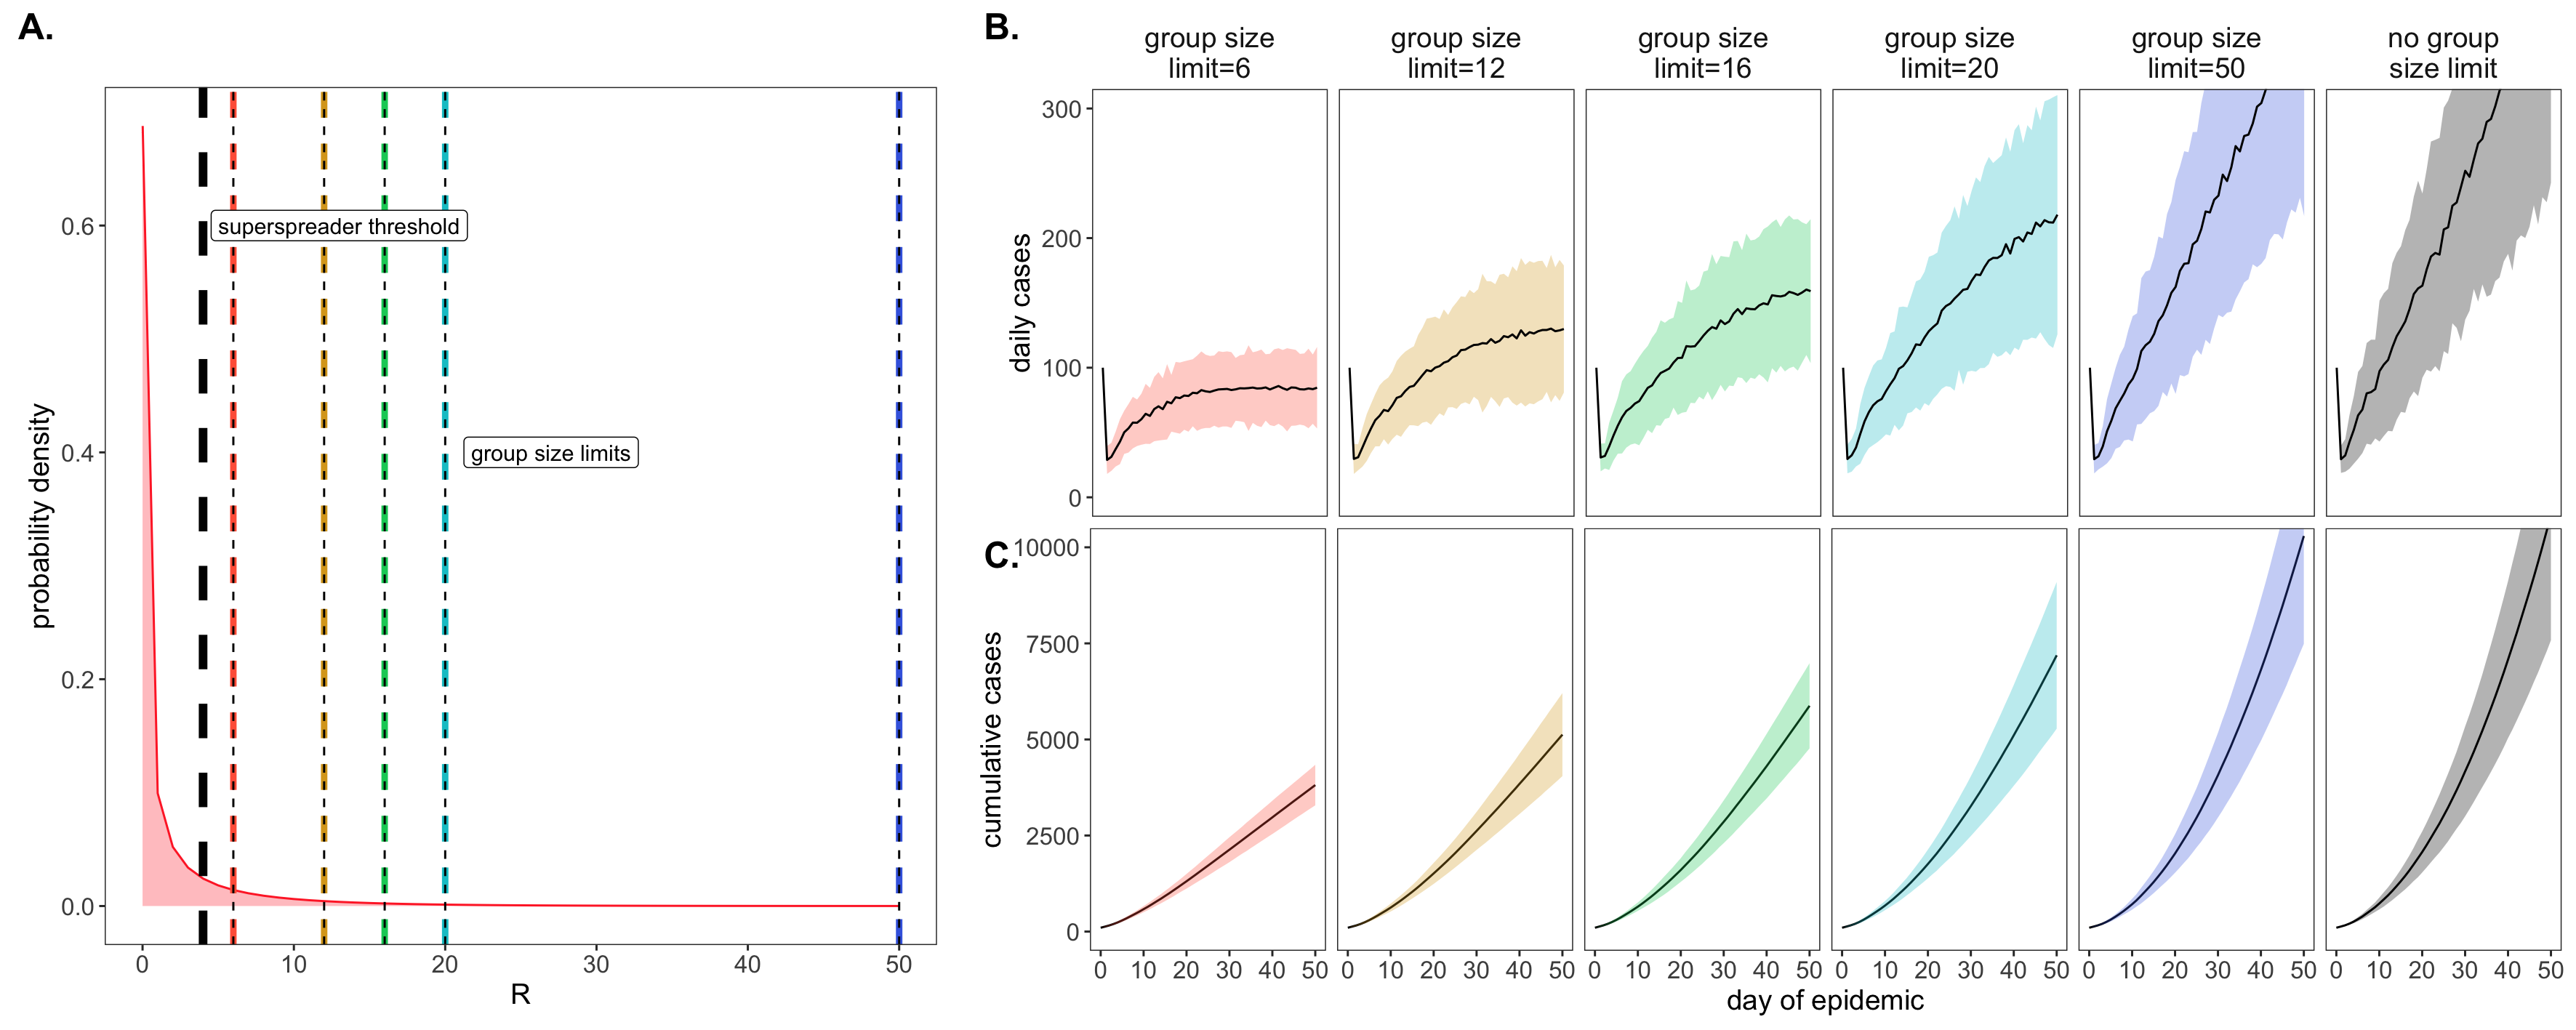 A.
probability density
0.6
0.4
0.2
0.0
superspreader threshold
group size limits
0 10 20 30 40 50
R
B.
group size
limit=6
group size
limit=12
group size
limit=16
group size
limit=20
group size
limit=50
no group
size limit
daily cases
300
200
100
0
C.
cumulative cases
10000
7500
5000
2500
0
0 10 20 30 40 50
0 10 20 30 40 50
0 10 20 30 40 50
0 10 20 30 40 50
0 10 20 30 40 50
0 10 20 30 40 50
day of epidemic